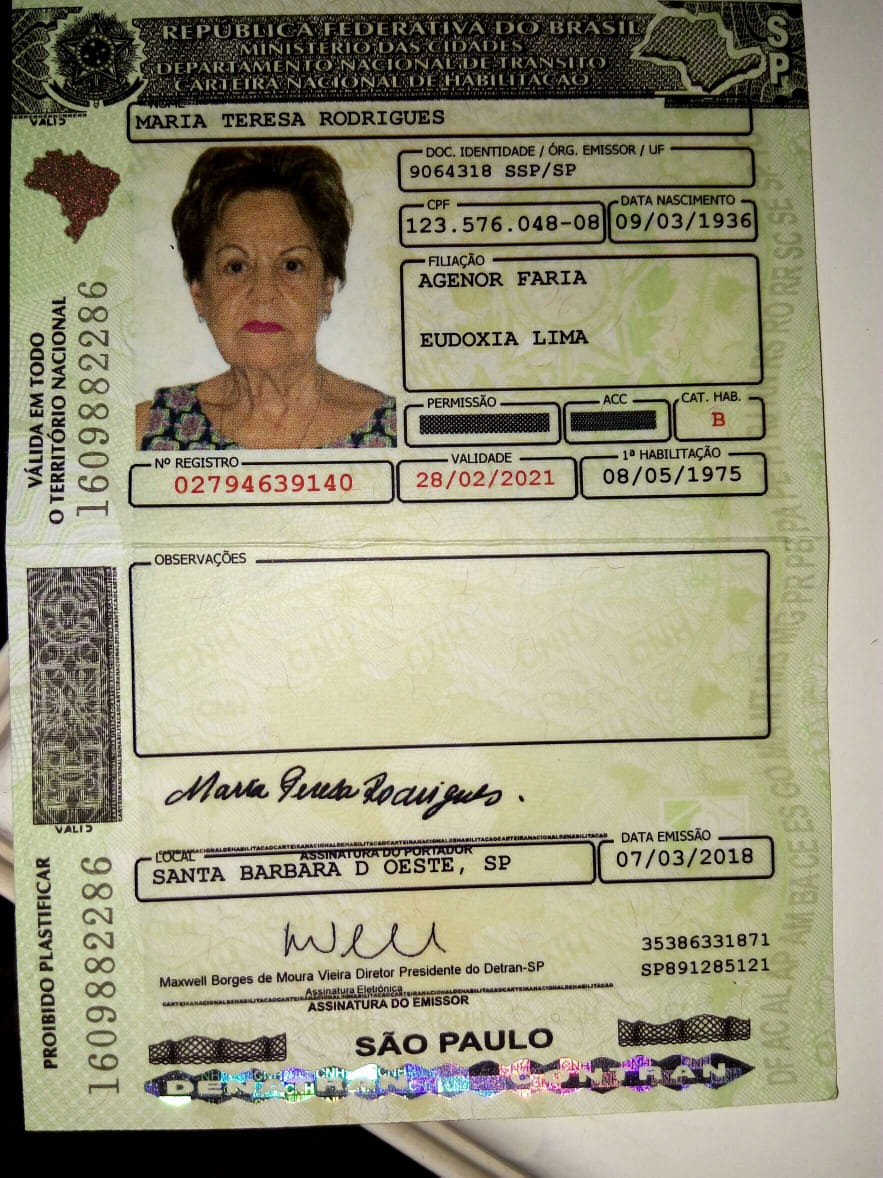 REPÚBLICA FEDERATIVA DO BRASIL
MINISTÉRIO DAS CIDADES
DEPARTAMENTO NACIONAL DE TRÂNSITO
CARTEIRA NACIONAL DE HABILITAÇÃO
SP
NOME
MARIA TERESA RODRIGUES
DOC. IDENTIDADE / ÓRG. EMISSOR / UF
9064318 SSP/SP
CPF
123.576.048-08
DATA NASCIMENTO
09/03/1936
FILIAÇÃO
AGENOR FARIA
EUDOXIA LIMA
PERMISSÃO
ACC
CAT. HAB.
B
Nº REGISTRO
02794639140
VALIDADE
28/02/2021
1ª HABILITAÇÃO
08/05/1975
VÁLIDA EM TODO
O TERRITÓRIO NACIONAL
1609882286
OBSERVAÇÕES
Maria Teresa Rodrigues.
ASSINATURA DO PORTADOR
LOCAL
SANTA BARBARA D OESTE, SP
DATA EMISSÃO
07/03/2018
35386331871
SP891285121
Maxwell Borges de Moura Vieira Diretor Presidente do Detran-SP
Assinatura Eletrônica
ASSINATURA DO EMISSOR
PROIBIDO PLASTIFICAR
1609882286
SÃO PAULO
DENATRAN CONTRAN